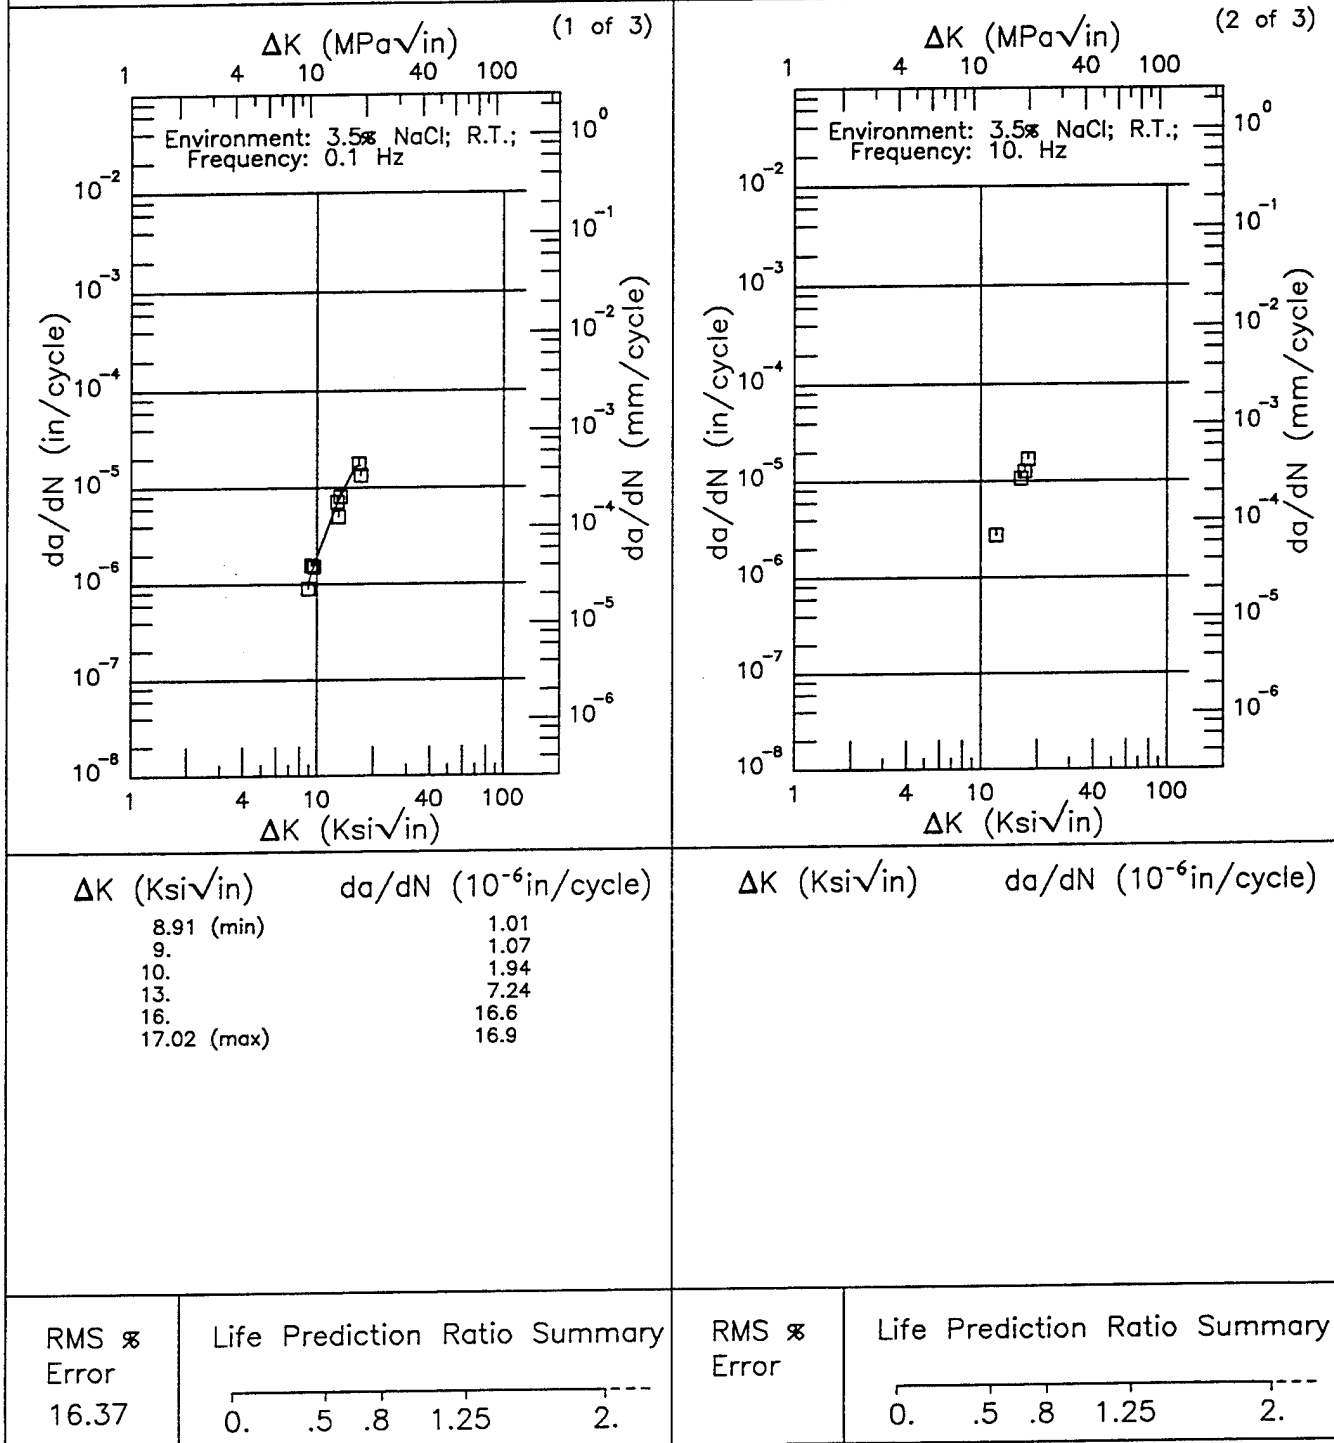 (1 of 3)
ΔK (MPa√in)
1 4 10 40 100
Environment: 3.5% NaCl; R.T.;
Frequency: 0.1 Hz
da/dN (in/cycle)
10⁻²
10⁻³
10⁻⁴
10⁻⁵
10⁻⁶
10⁻⁷
10⁻⁸
10⁰
10⁻¹
10⁻²
10⁻³
10⁻⁴
10⁻⁵
10⁻⁶
da/dN (mm/cycle)
1 4 10 40 100
ΔK (Ksi√in)
ΔK (Ksi√in) da/dN (10⁻⁶in/cycle)
8.91 (min) 1.01
9. 1.07
10. 1.94
13. 7.24
16. 16.6
17.02 (max) 16.9
RMS %
Error
16.37
Life Prediction Ratio Summary
0. .5 .8 1.25 2.
(2 of 3)
ΔK (MPa√in)
1 4 10 40 100
Environment: 3.5% NaCl; R.T.;
Frequency: 10. Hz
da/dN (in/cycle)
10⁻²
10⁻³
10⁻⁴
10⁻⁵
10⁻⁶
10⁻⁷
10⁻⁸
10⁰
10⁻¹
10⁻²
10⁻³
10⁻⁴
10⁻⁵
10⁻⁶
da/dN (mm/cycle)
1 4 10 40 100
ΔK (Ksi√in)
ΔK (Ksi√in) da/dN (10⁻⁶in/cycle)
RMS %
Error
Life Prediction Ratio Summary
0. .5 .8 1.25 2.